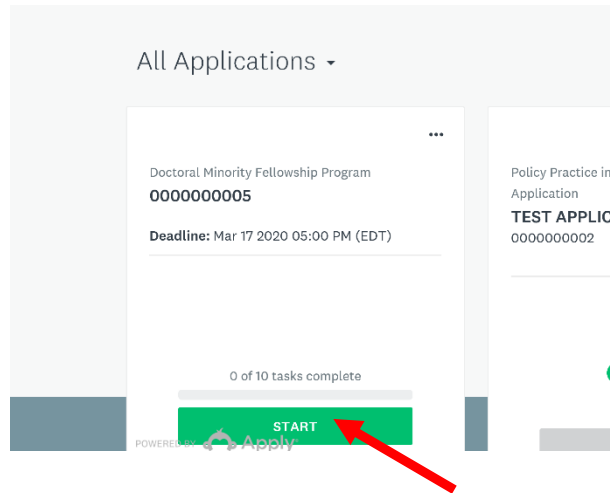 All Applications
Doctoral Minority Fellowship Program
0000000005
Deadline: Mar 17 2020 05:00 PM (EDT)
0 of 10 tasks complete
START
POWERED BY Apply
Policy Practice in
Application
TEST APPLIC
0000000002